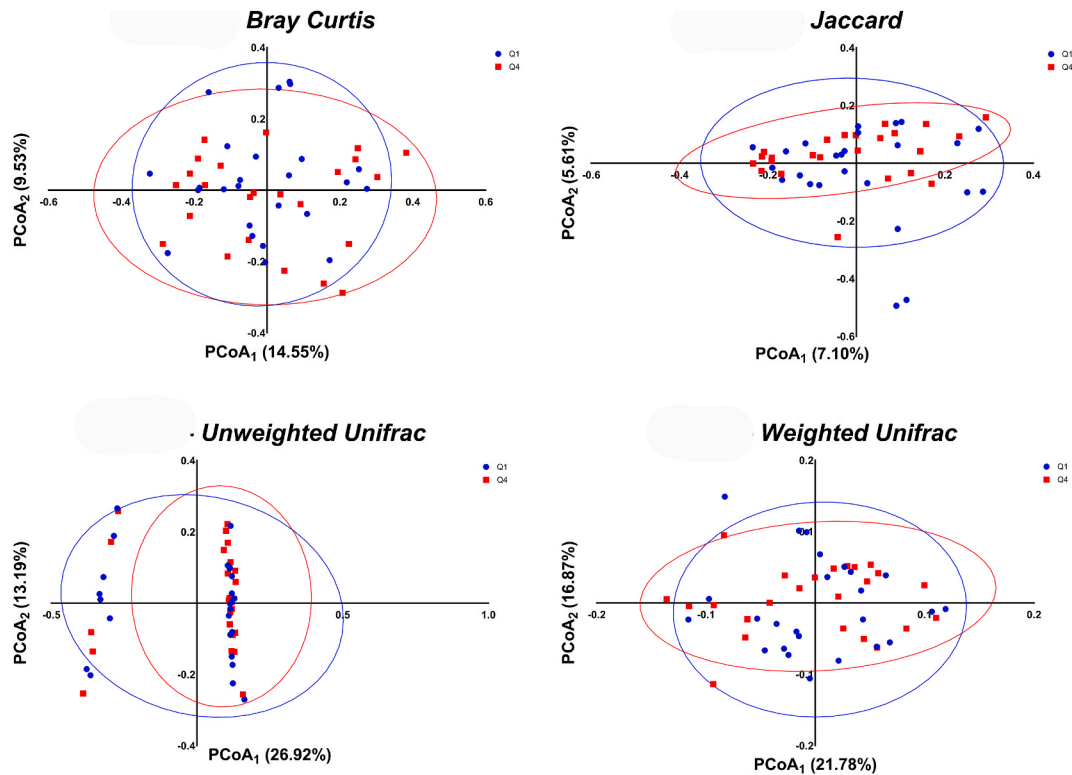 Bray Curtis
Q1
Q4
0.4
0.2
-0.6
-0.4
-0.2
0.2
0.4
0.6
-0.2
-0.4
PCoA2 (9.53%)
PCoA1 (14.55%)
Jaccard
Q1
Q4
0.4
0.2
-0.4
-0.2
0.2
0.4
-0.2
-0.4
-0.6
PCoA2 (5.61%)
PCoA1 (7.10%)
- Unweighted Unifrac
Q1
Q4
0.4
0.2
-0.5
0.5
1.0
-0.2
-0.4
PCoA2 (13.19%)
PCoA1 (26.92%)
Weighted Unifrac
Q1
Q4
0.2
0.1
-0.2
-0.1
0.1
0.2
-0.1
-0.2
PCoA2 (16.87%)
PCoA1 (21.78%)